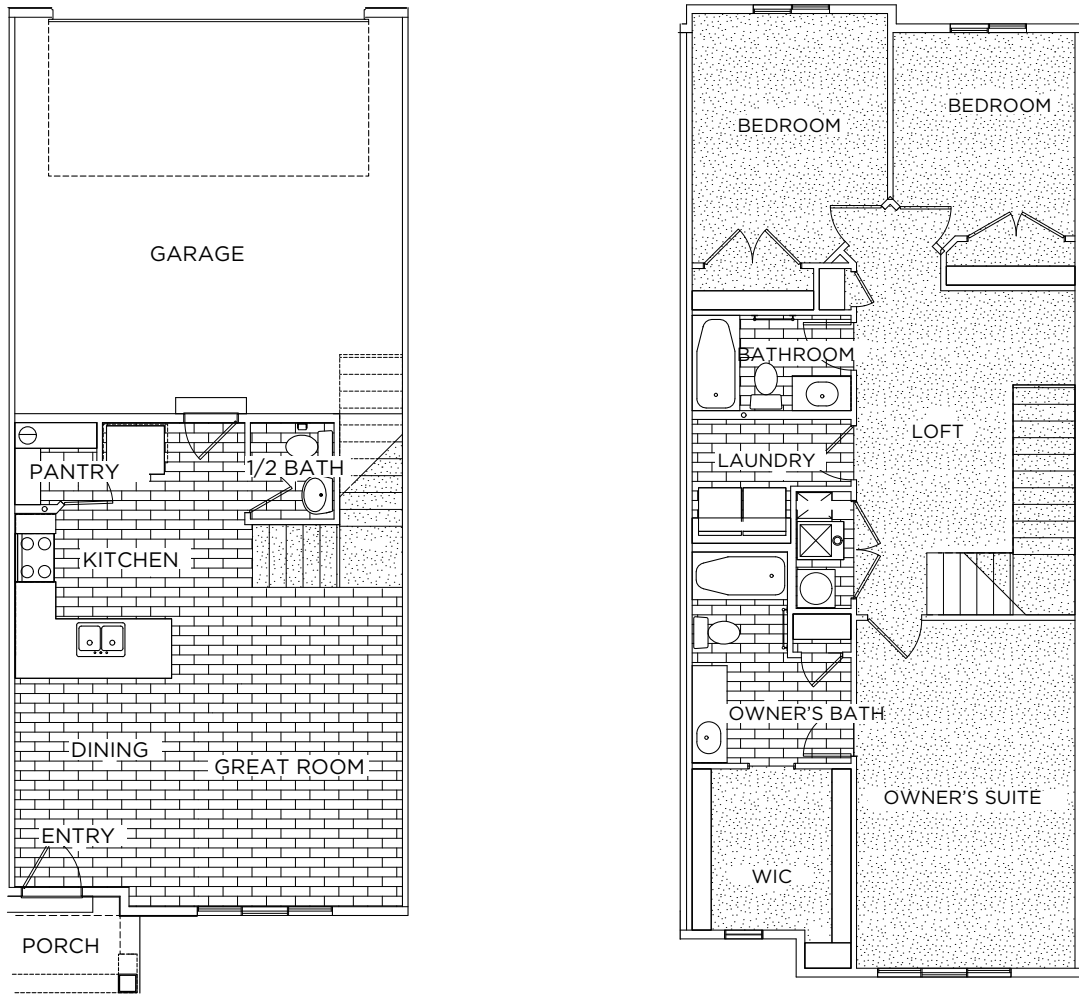 GARAGE
PANTRY
1/2 BATH
KITCHEN
DINING
GREAT ROOM
ENTRY
PORCH
BEDROOM
BEDROOM
BATHROOM
LOFT
LAUNDRY
OWNER'S BATH
OWNER'S SUITE
WIC